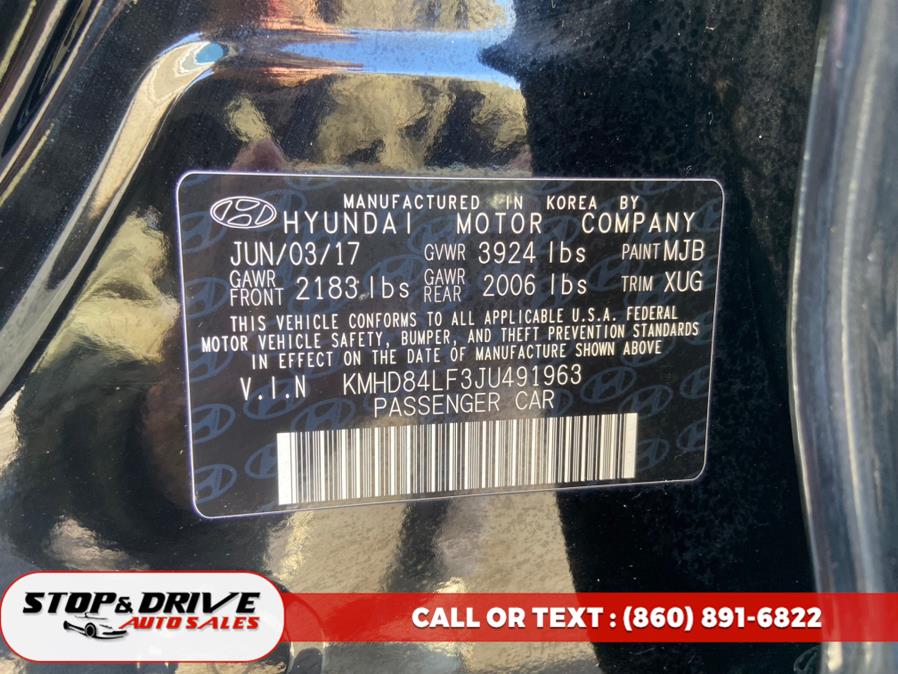 MANUFACTURED IN KOREA BY
HYUNDAI MOTOR COMPANY
JUN/03/17 GVWR 3924 lbs PAINT MJB
GAWR FRONT 2183 lbs GAWR REAR 2006 lbs TRIM XUG
THIS VEHICLE CONFORMS TO ALL APPLICABLE U.S.A. FEDERAL
MOTOR VEHICLE SAFETY, BUMPER, AND THEFT PREVENTION STANDARDS
IN EFFECT ON THE DATE OF MANUFACTURE SHOWN ABOVE
V.I.N KMHD84LF3JU491963
PASSENGER CAR
STOP & DRIVE
AUTO SALES
CALL OR TEXT : (860) 891-6822